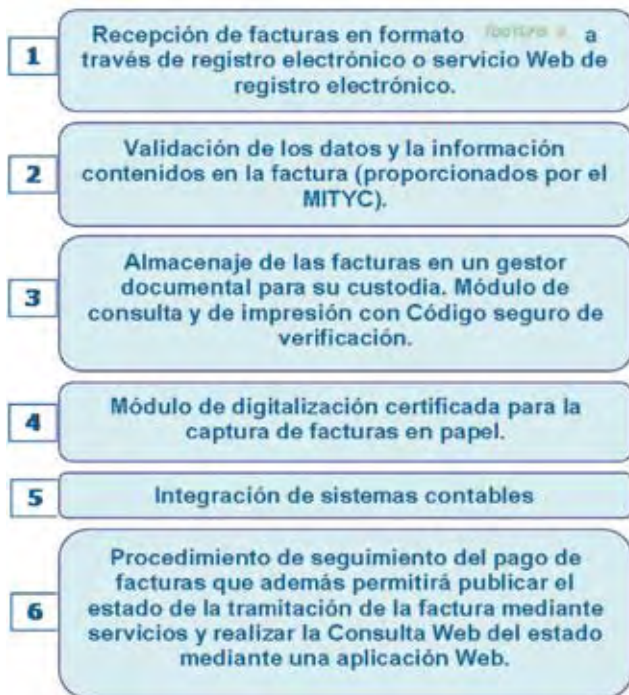 1
Recepción de facturas en formato factura e a
través de registro electrónico o servicio Web de
registro electrónico.
2
Validación de los datos y la información
contenidos en la factura (proporcionados por el
MITYC).
3
Almacenaje de las facturas en un gestor
documental para su custodia. Módulo de
consulta y de impresión con Código seguro de
verificación.
4
Módulo de digitalización certificada para la
captura de facturas en papel.
5
Integración de sistemas contables
6
Procedimiento de seguimiento del pago de
facturas que además permitirá publicar el
estado de la tramitación de la factura mediante
servicios y realizar la Consulta Web del estado
mediante una aplicación Web.